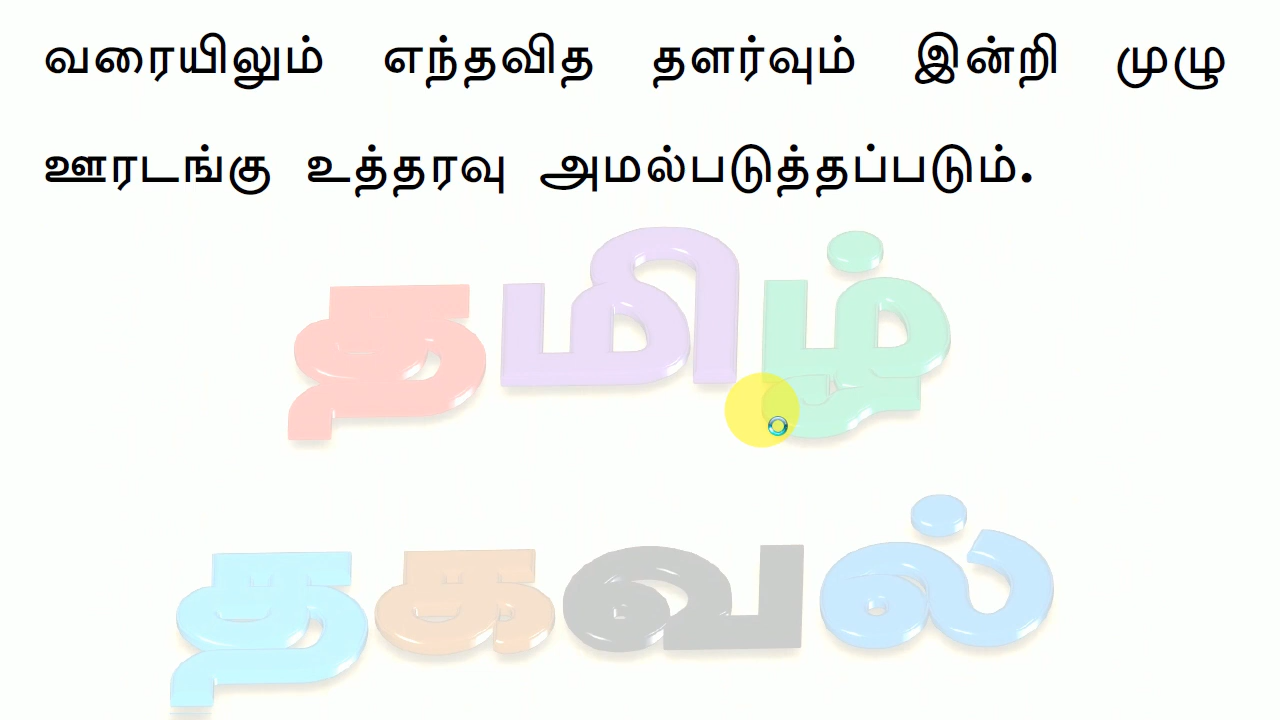 வரையிலும் எந்தவித தளர்வும் இன்றி முழு
ஊரடங்கு உத்தரவு அமல்படுத்தப்படும்.
தமிழ்
தகவல்